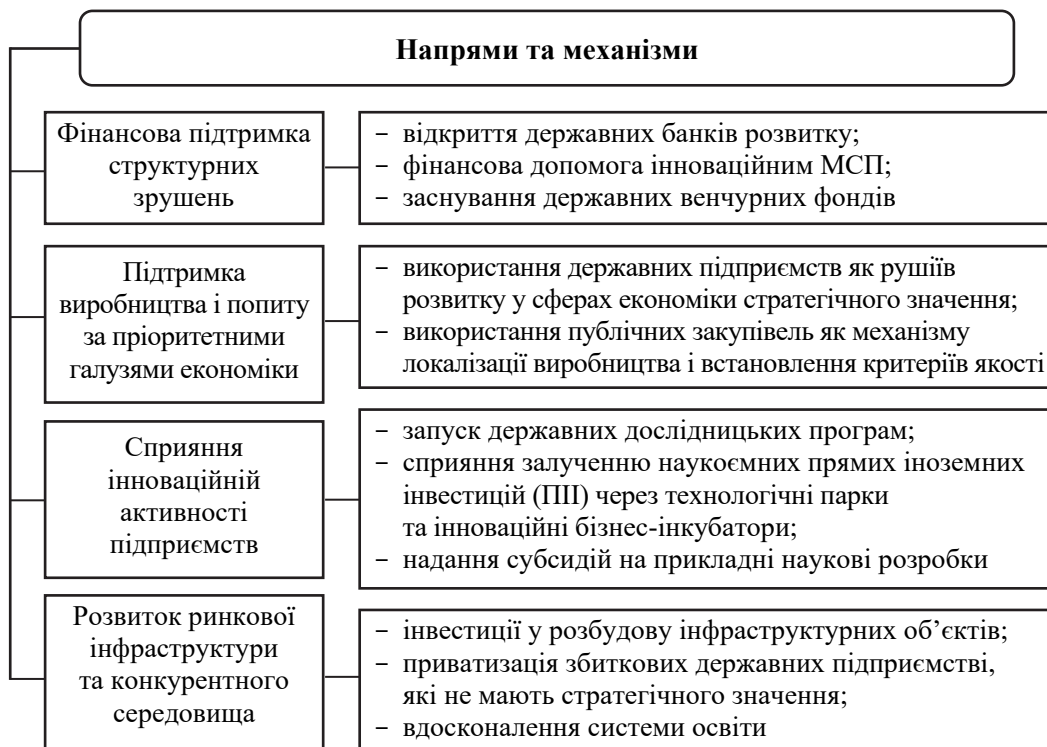 Напрями та механізми
Фінансова підтримка
структурних
зрушень
– відкриття державних банків розвитку;
– фінансова допомога інноваційним МСП;
– заснування державних венчурних фондів
Підтримка
виробництва і попиту
за пріоритетними
галузями економіки
– використання державних підприємств як рушіїв
розвитку у сферах економіки стратегічного значення;
– використання публічних закупівель як механізму
локалізації виробництва і встановлення критеріїв якості
Сприяння
інноваційній
активності
підприємств
– запуск державних дослідницьких програм;
– сприяння залученню наукоємних прямих іноземних
інвестицій (ПІІ) через технологічні парки
та інноваційні бізнес-інкубатори;
– надання субсидій на прикладні наукові розробки
Розвиток ринкової
інфраструктури
та конкурентного
середовища
– інвестиції у розбудову інфраструктурних об’єктів;
– приватизація збиткових державних підприємстві,
які не мають стратегічного значення;
– вдосконалення системи освіти